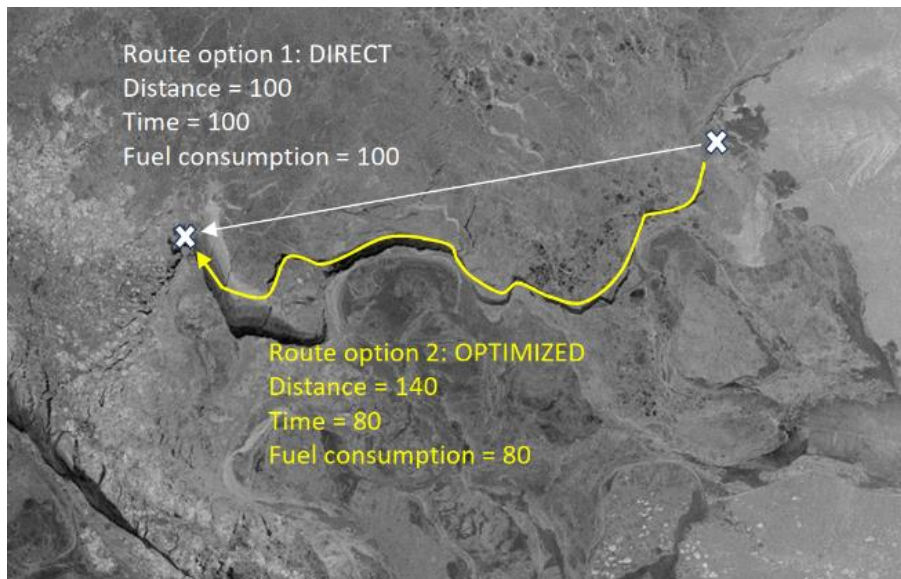 Route option 1: DIRECT
Distance = 100
Time = 100
Fuel consumption = 100
Route option 2: OPTIMIZED
Distance = 140
Time = 80
Fuel consumption = 80